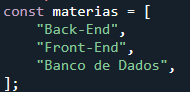 const materias = [
    "Back-End",
    "Front-End",
    "Banco de Dados",
];